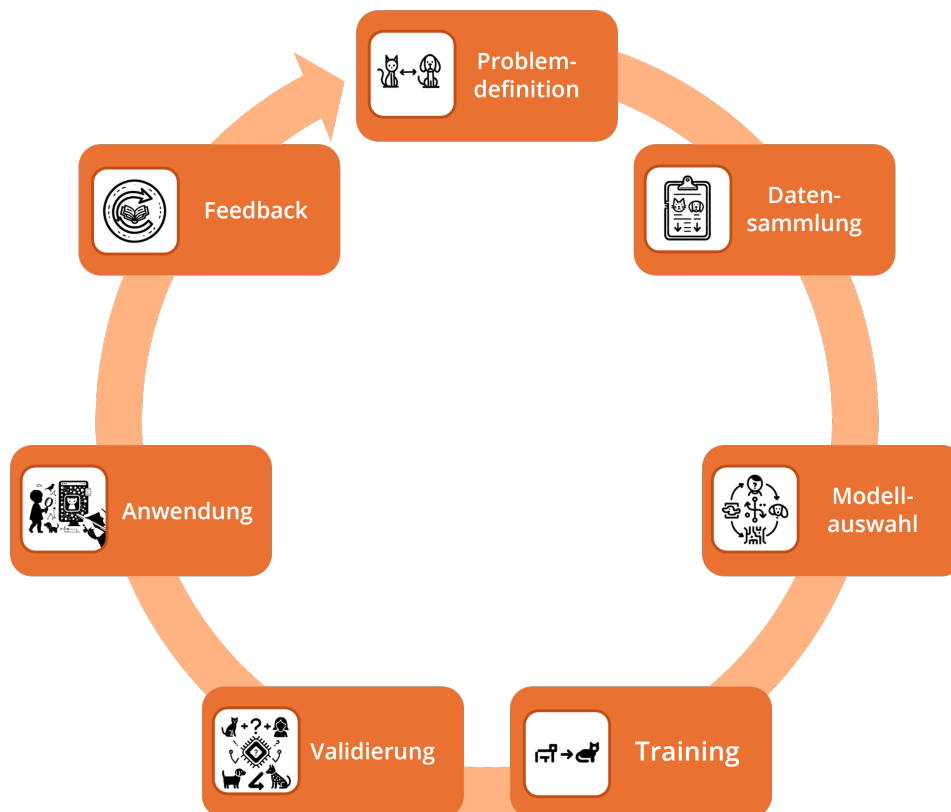 Problem-
definition
Daten-
sammlung
Modell-
auswahl
Training
Validierung
Anwendung
Feedback